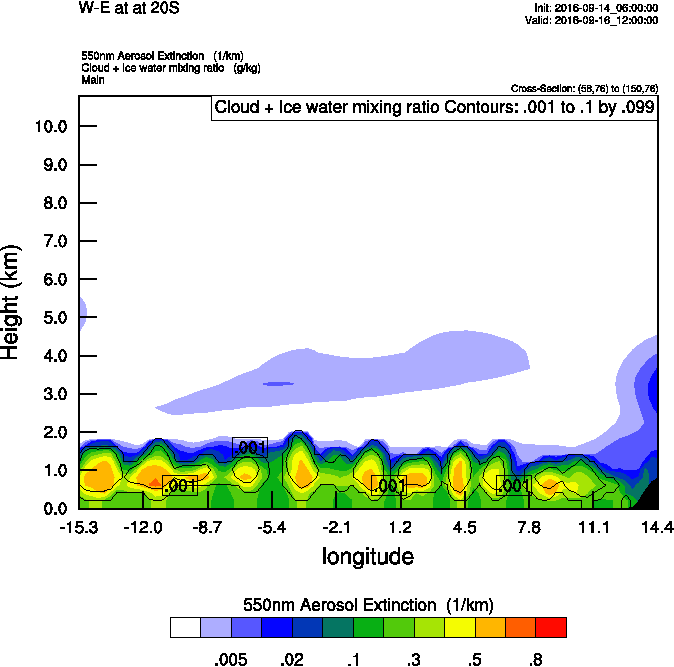 W-E at at 20S
Init: 2016-09-14_06:00:00
Valid: 2016-09-16_12:00:00
550nm Aerosol Extinction (1/km)
Cloud + Ice water mixing ratio (g/kg)
Main
Cross-Section: (58,76) to (150,76)
Cloud + Ice water mixing ratio Contours: .001 to .1 by .099
10.0
9.0
8.0
7.0
6.0
5.0
4.0
3.0
2.0
1.0
0.0
Height (km)
.001
.001 .001 .001
-15.3 -12.0 -8.7 -5.4 -2.1 1.2 4.5 7.8 11.1 14.4
longitude
550nm Aerosol Extinction (1/km)
.005 .02 .1 .3 .5 .8